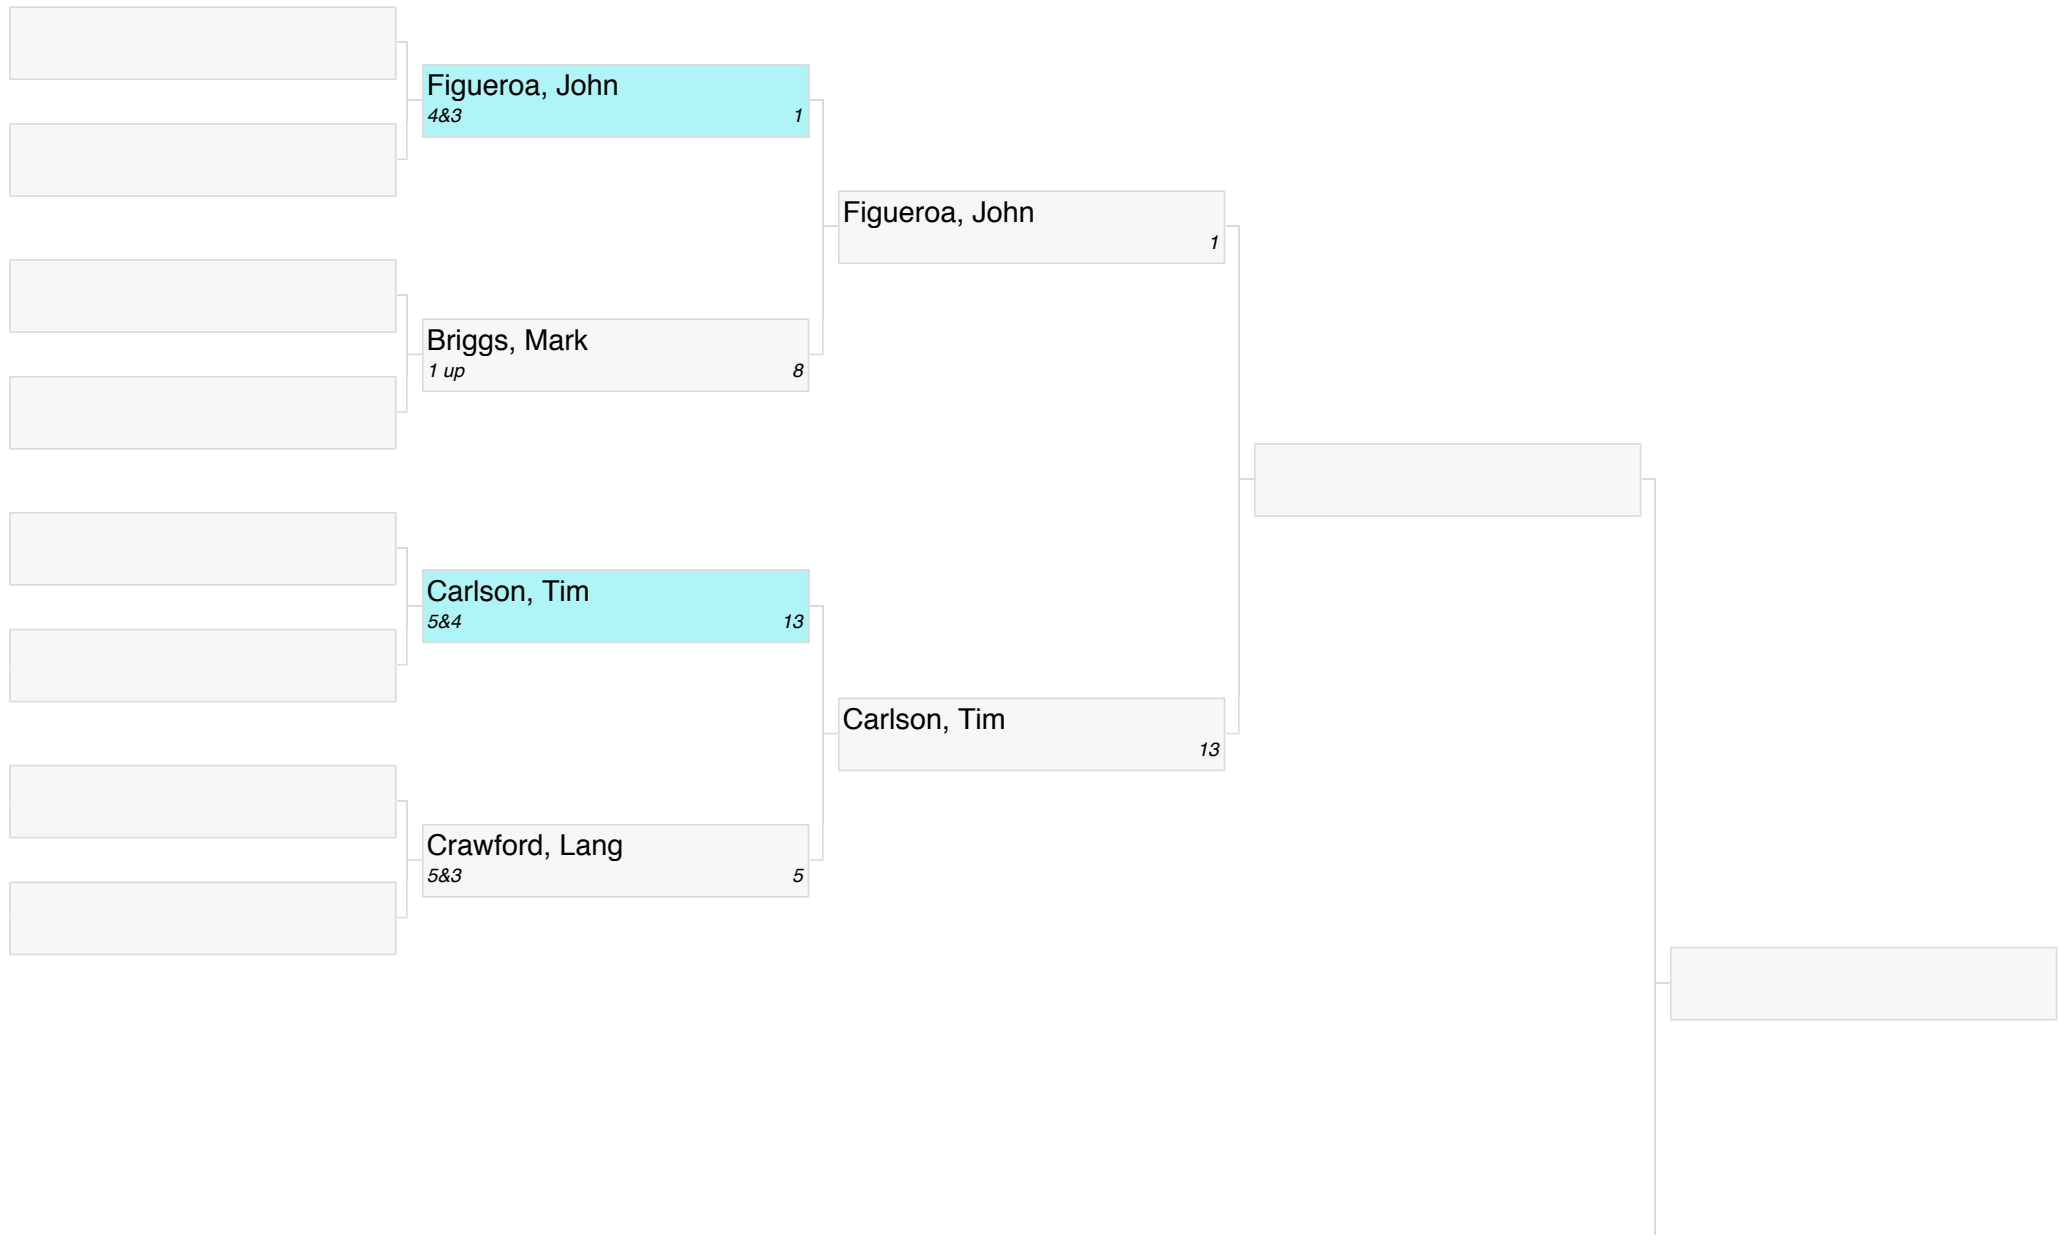 Figueroa, John
4&3 1
Figueroa, John
1
Briggs, Mark
1 up 8
Carlson, Tim
5&4 13
Carlson, Tim
13
Crawford, Lang
5&3 5